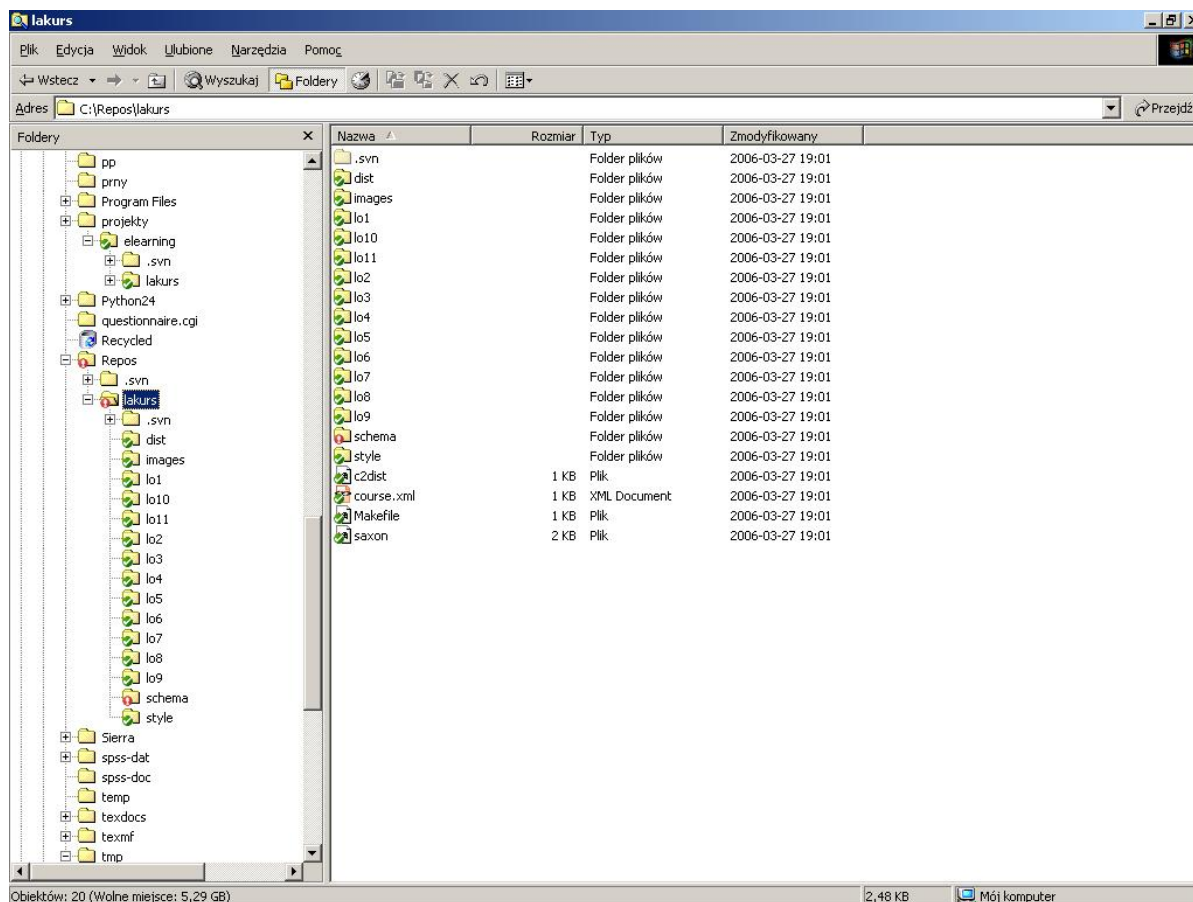 lakurs
Plik Edycja Widok Ulubione Narzędzia Pomoc
Wstecz Wyszukaj Foldery
Adres C:\Repos\lakurs Przejdź
Foldery
pp
prny
Program Files
projekty
elearning
.svn
lakurs
Python24
questionnaire.cgi
Recycled
Repos
.svn
lakurs
.svn
dist
images
lo1
lo10
lo11
lo2
lo3
lo4
lo5
lo6
lo7
lo8
lo9
schema
style
Sierra
spss-dat
spss-doc
temp
texdocs
texmf
tmp
Nazwa Rozmiar Typ Zmodyfikowany
.svn Folder plików 2006-03-27 19:01
dist Folder plików 2006-03-27 19:01
images Folder plików 2006-03-27 19:01
lo1 Folder plików 2006-03-27 19:01
lo10 Folder plików 2006-03-27 19:01
lo11 Folder plików 2006-03-27 19:01
lo2 Folder plików 2006-03-27 19:01
lo3 Folder plików 2006-03-27 19:01
lo4 Folder plików 2006-03-27 19:01
lo5 Folder plików 2006-03-27 19:01
lo6 Folder plików 2006-03-27 19:01
lo7 Folder plików 2006-03-27 19:01
lo8 Folder plików 2006-03-27 19:01
lo9 Folder plików 2006-03-27 19:01
schema Folder plików 2006-03-27 19:01
style Folder plików 2006-03-27 19:01
c2dist 1 KB Plik 2006-03-27 19:01
course.xml 1 KB XML Document 2006-03-27 19:01
Makefile 1 KB Plik 2006-03-27 19:01
saxon 2 KB Plik 2006-03-27 19:01
Obiektów: 20 (Wolne miejsce: 5,29 GB) 2,48 KB Mój komputer